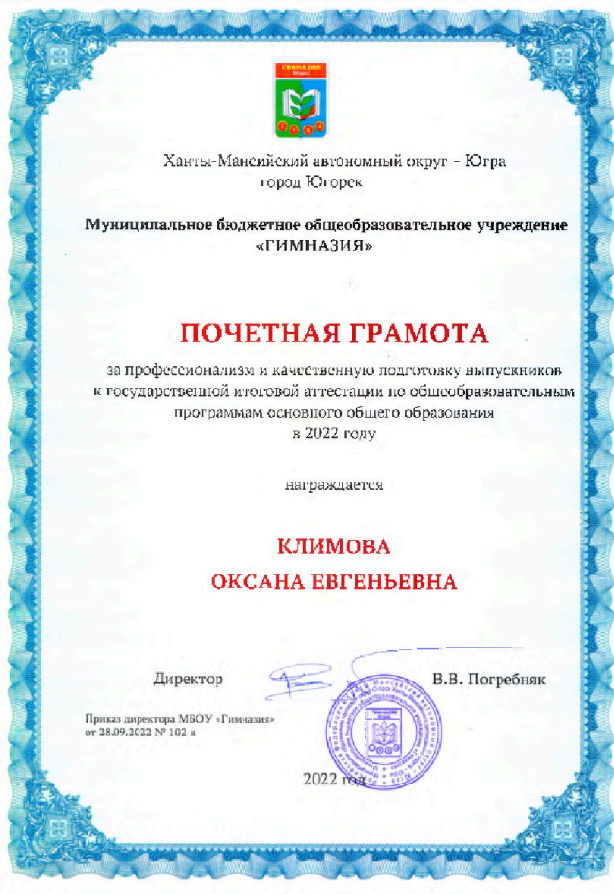 ГИМНАЗИЯ
Ханты-Мансийский автономный округ – Югра
город Югорск
Муниципальное бюджетное общеобразовательное учреждение
«ГИМНАЗИЯ»
ПОЧЕТНАЯ ГРАМОТА
за профессионализм и качественную подготовку выпускников
к государственной итоговой аттестации по общеобразовательным
программам основного общего образования
в 2022 году
награждается
КЛИМОВА
ОКСАНА ЕВГЕНЬЕВНА
Директор
В.В. Погребняк
Приказ директора МБОУ «Гимназия»
от 28.09.2022 № 102 к
2022 год